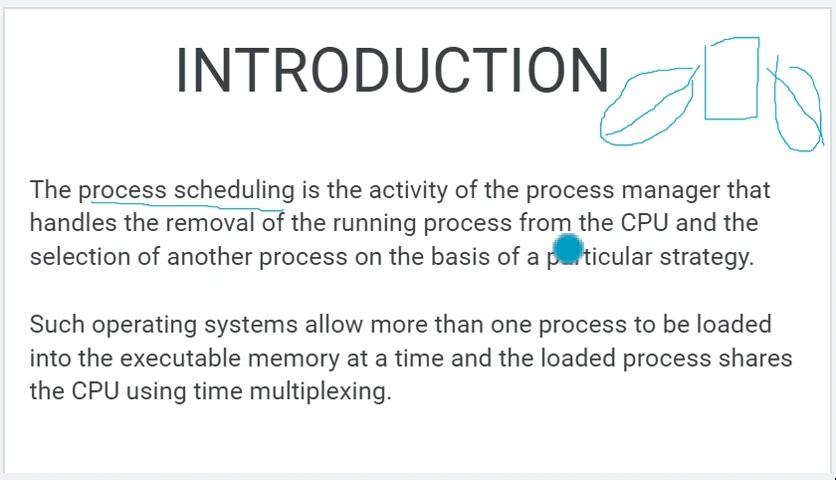 INTRODUCTION
The process scheduling is the activity of the process manager that
handles the removal of the running process from the CPU and the
selection of another process on the basis of a particular strategy.
Such operating systems allow more than one process to be loaded
into the executable memory at a time and the loaded process shares
the CPU using time multiplexing.